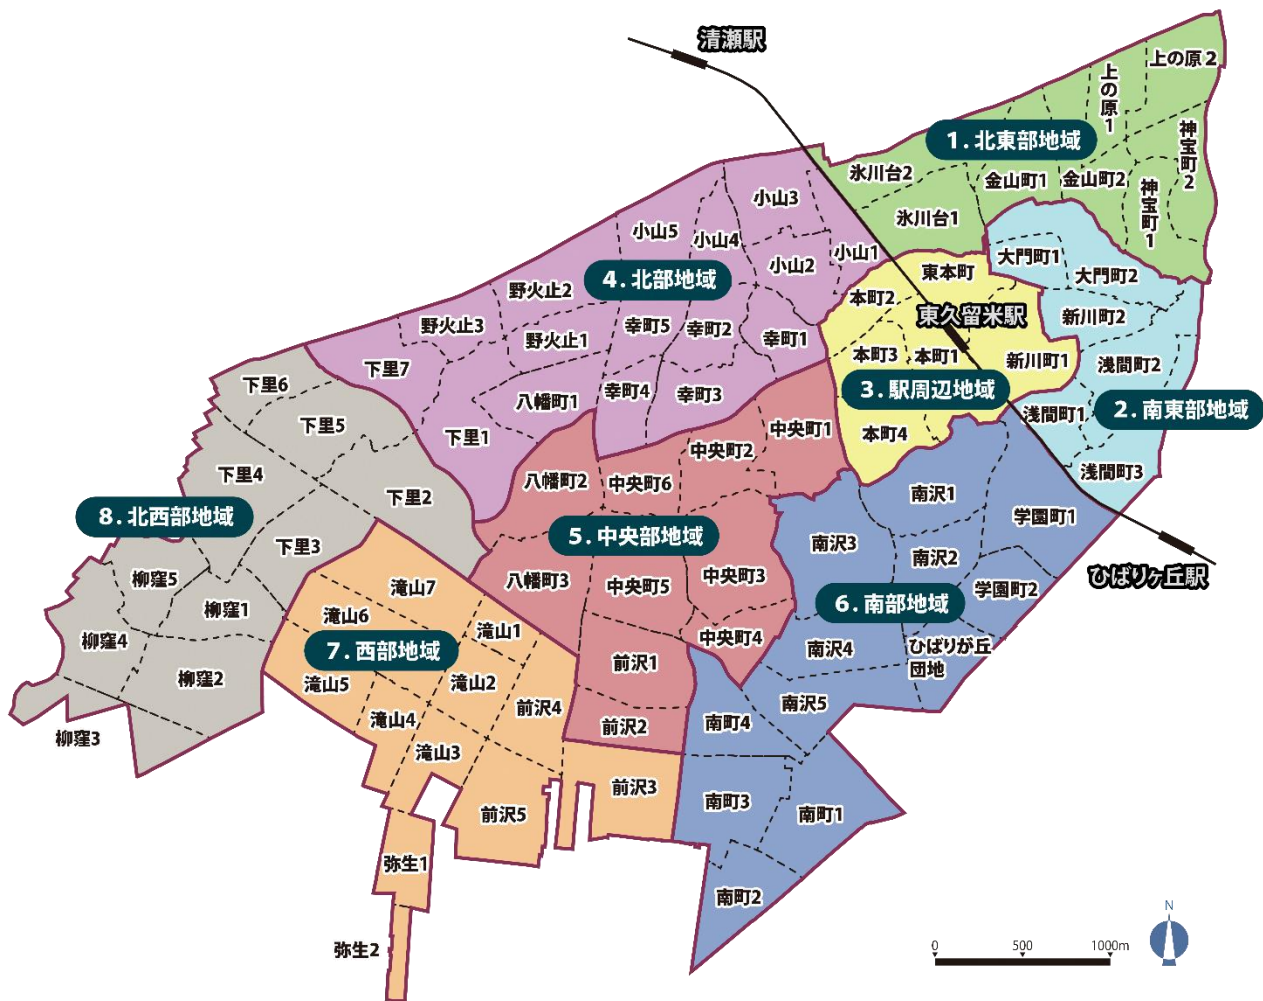 清瀬駅
上の原2
上の原1
1.北東部地域
神宝町2
氷川台2
金山町1
金山町2
神宝町1
氷川台1
小山3
小山5
小山4
小山2
小山1
大門町1
大門町2
東本町
4.北部地域
野火止2
本町2
東久留米駅
新川町2
野火止3
野火止1
幸町5
幸町2
幸町1
本町3
本町1
新川町1
浅間町2
下里7
下里6
幸町4
幸町3
3.駅周辺地域
八幡町1
浅間町1
2.南東部地域
下里5
下里1
中央町1
本町4
中央町2
浅間町3
下里4
八幡町2
中央町6
下里2
南沢1
8.北西部地域
学園町1
5.中央部地域
南沢3
下里3
南沢2
ひばりヶ丘駅
柳窪5
滝山7
八幡町3
中央町5
中央町3
学園町2
柳窪1
滝山6
6.南部地域
滝山1
中央町4
柳窪4
7.西部地域
前沢1
南沢4
ひばりが丘
団地
柳窪2
滝山5
滝山2
前沢4
南沢5
滝山4
前沢2
南町4
柳窪3
滝山3
前沢3
南町3
前沢5
南町1
弥生1
南町2
弥生2
N
0
500
1000m